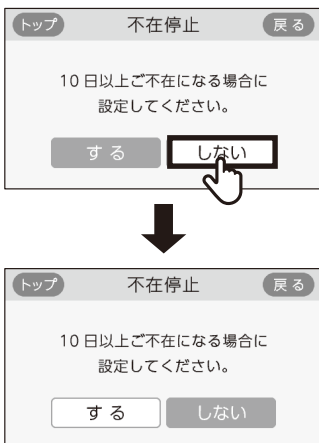 トップ 不在停止 戻る
10日以上ご不在になる場合に
設定してください。
する しない
トップ 不在停止 戻る
10日以上ご不在になる場合に
設定してください。
する しない